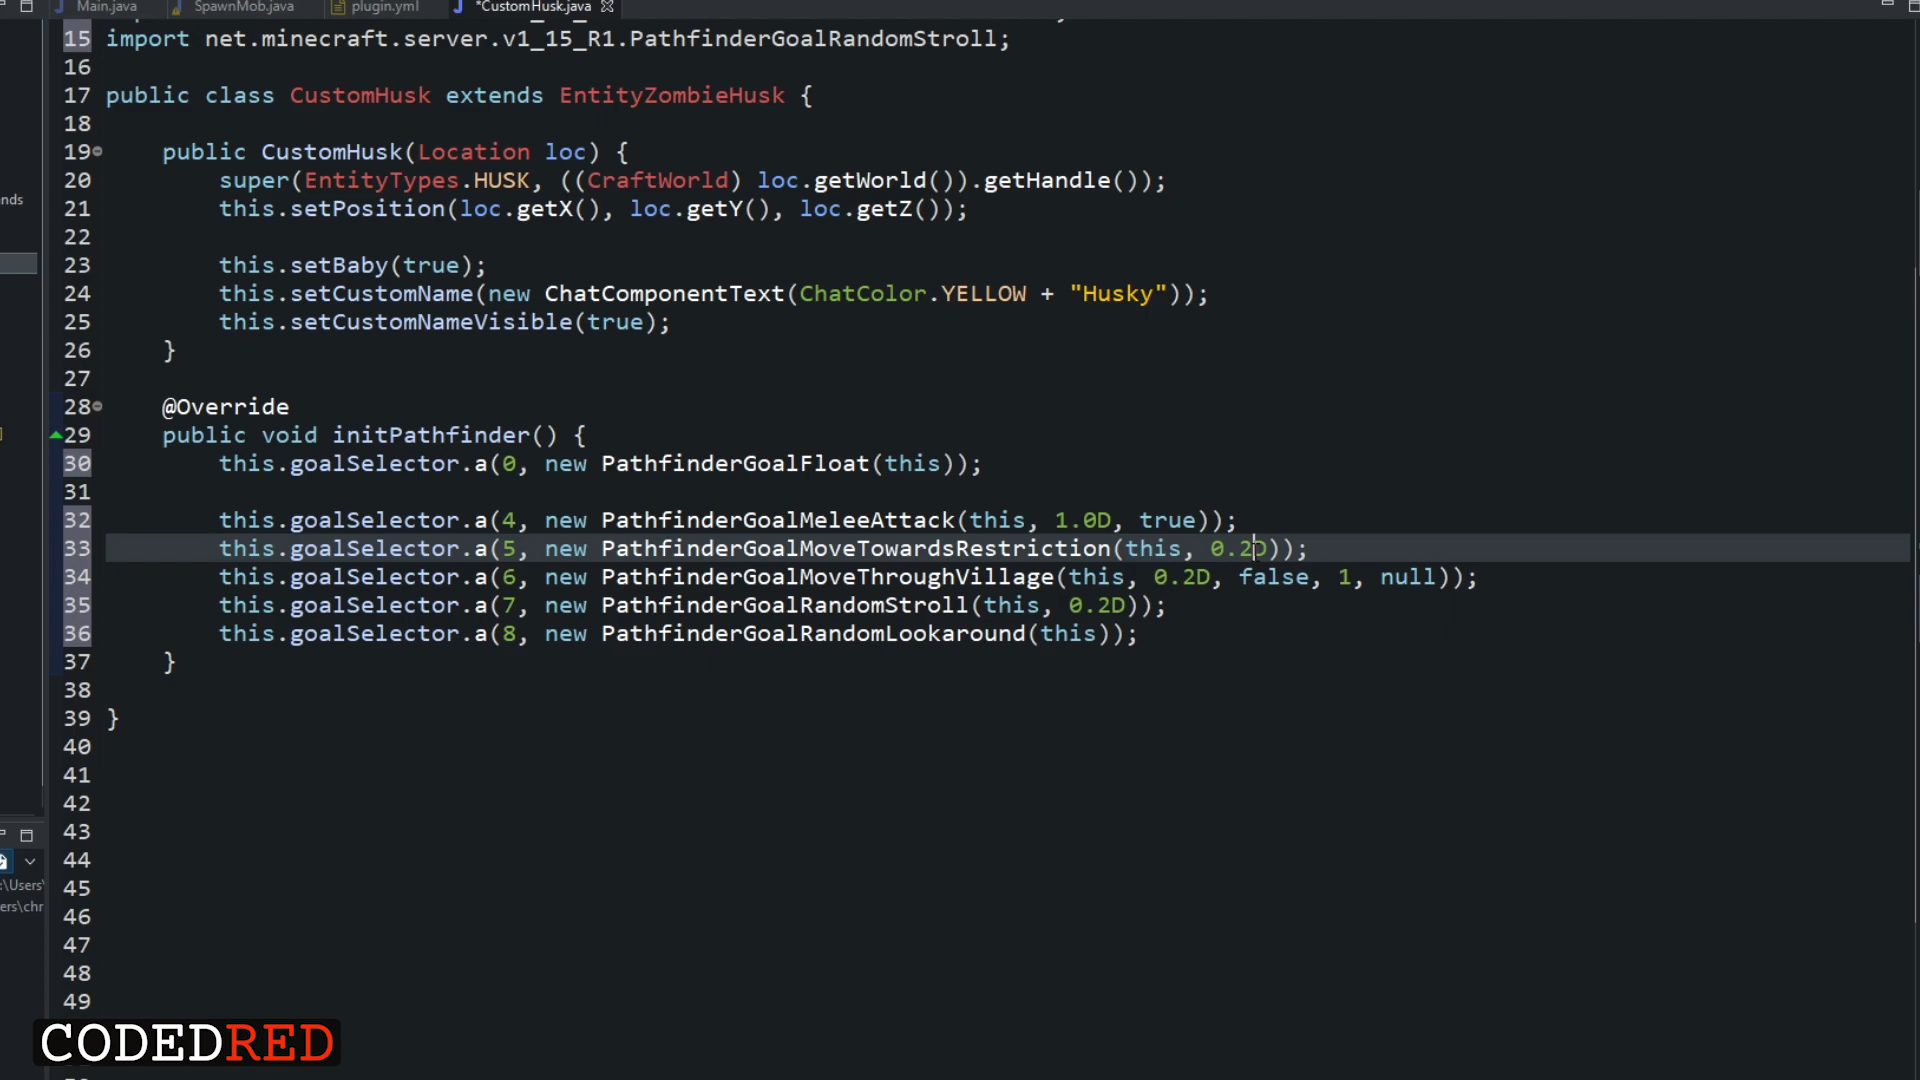 Main.java SpawnMob.java plugin.yml *CustomHusk.java
15 import net.minecraft.server.v1_15_R1.PathfinderGoalRandomStroll;
16
17 public class CustomHusk extends EntityZombieHusk {
18
19 public CustomHusk(Location loc) {
20 super(EntityTypes.HUSK, ((CraftWorld) loc.getWorld()).getHandle());
21 this.setPosition(loc.getX(), loc.getY(), loc.getZ());
22
23 this.setBaby(true);
24 this.setCustomName(new ChatComponentText(ChatColor.YELLOW + "Husky"));
25 this.setCustomNameVisible(true);
26 }
27
28 @Override
29 public void initPathfinder() {
30 this.goalSelector.a(0, new PathfinderGoalFloat(this));
31
32 this.goalSelector.a(4, new PathfinderGoalMeleeAttack(this, 1.0D, true));
33 this.goalSelector.a(5, new PathfinderGoalMoveTowardsRestriction(this, 0.2D));
34 this.goalSelector.a(6, new PathfinderGoalMoveThroughVillage(this, 0.2D, false, 1, null));
35 this.goalSelector.a(7, new PathfinderGoalRandomStroll(this, 0.2D));
36 this.goalSelector.a(8, new PathfinderGoalRandomLookaround(this));
37 }
38
39 }
40
41
42
43
44
45
46
47
48
49
nds
:\Users\
ers\chr
CODEDRED